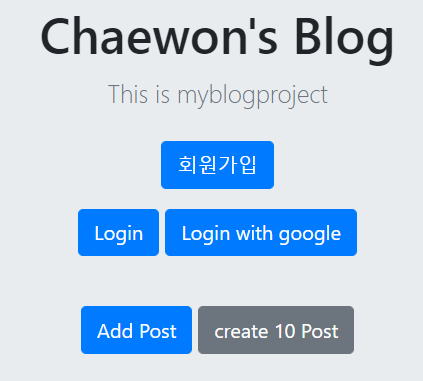 Chaewon's Blog
This is myblogproject
회원가입
Login Login with google
Add Post create 10 Post